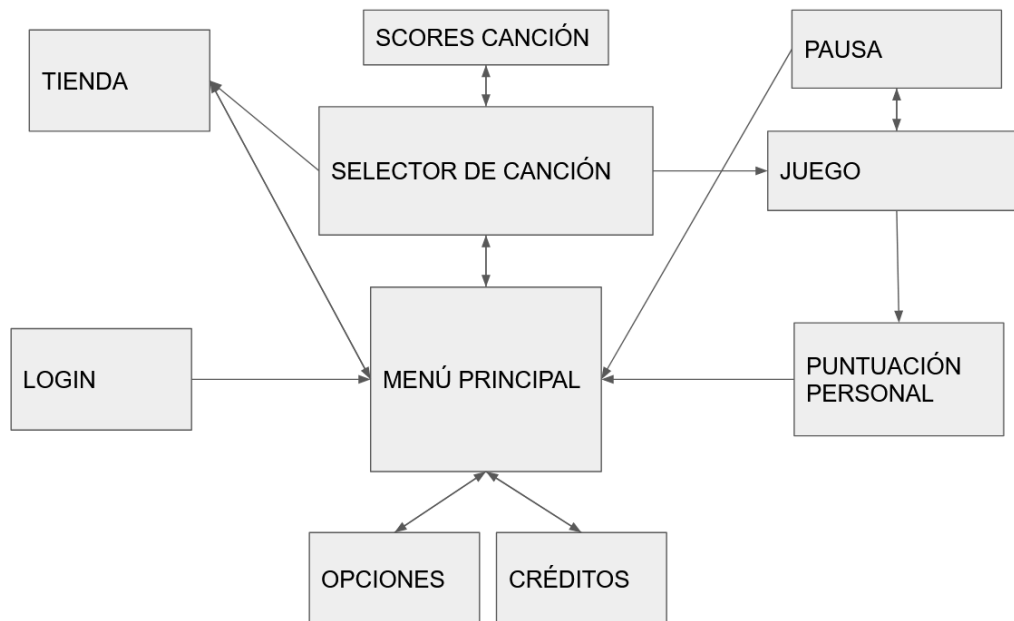 SCORES CANCIÓN
PAUSA
TIENDA
SELECTOR DE CANCIÓN
JUEGO
LOGIN
MENÚ PRINCIPAL
PUNTUACIÓN
PERSONAL
OPCIONES
CRÉDITOS